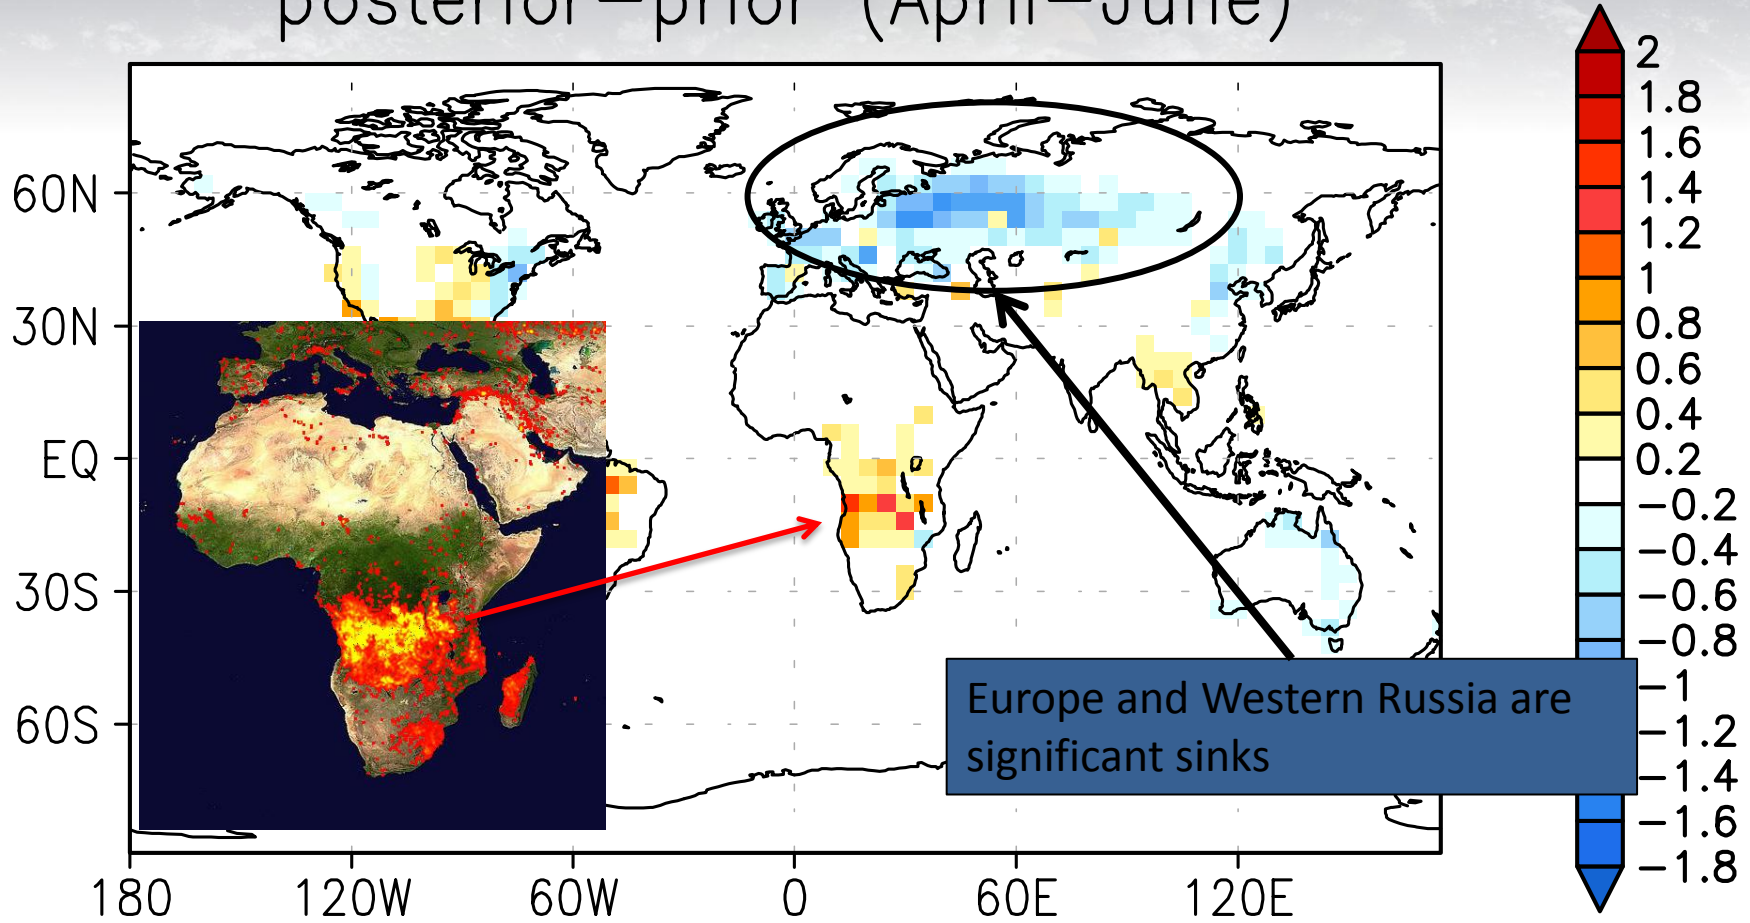 posterior-prior (April-June)
2
1.8
1.6
1.4
1.2
1
0.8
0.6
0.4
0.2
-0.2
-0.4
-0.6
-0.8
-1
-1.2
-1.4
-1.6
-1.8
60N
30N
EQ
30S
60S
180
120W
60W
0
60E
120E
Europe and Western Russia are
significant sinks